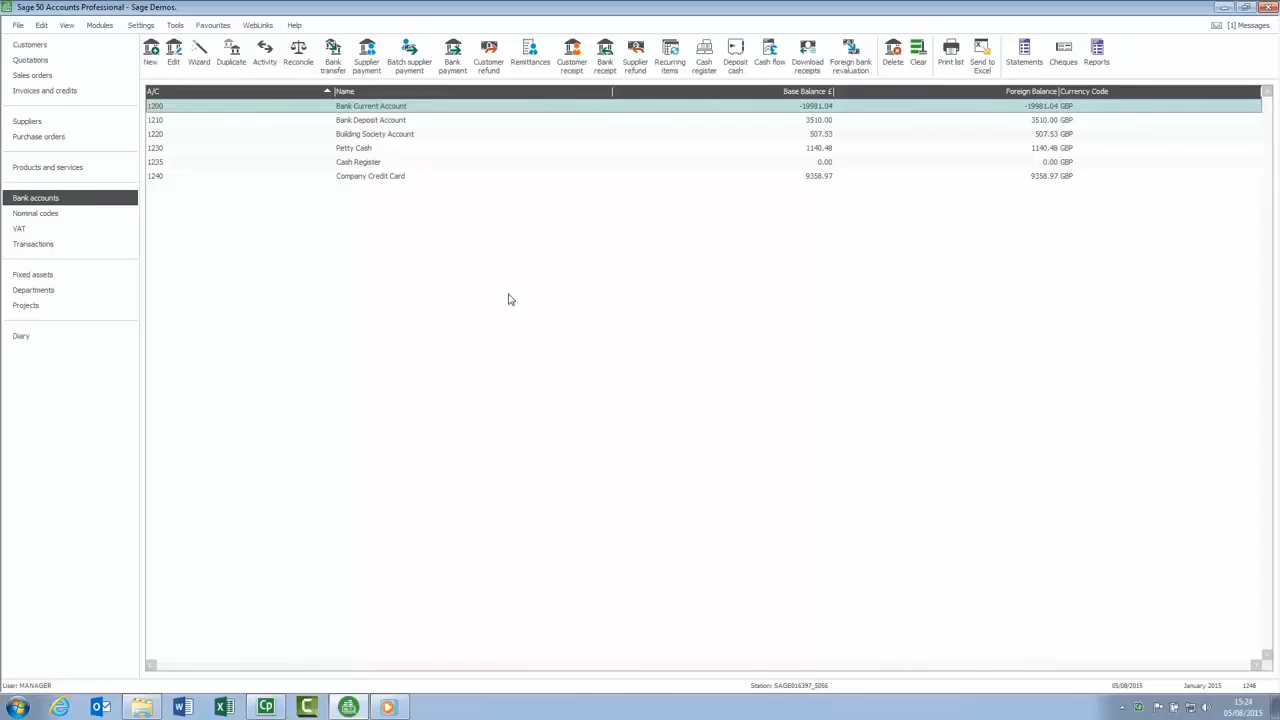 Sage 50 Accounts Professional - Sage Demos.
File Edit View Modules Settings Tools Favourites WebLinks Help [1] Messages
Customers
Quotations
Sales orders
Invoices and credits
Suppliers
Purchase orders
Products and services
Bank accounts
Nominal codes
VAT
Transactions
Fixed assets
Departments
Projects
Diary
New Edit Wizard Duplicate Activity Reconcile Bank transfer Supplier payment Batch supplier payment Bank payment Customer refund Remittances Customer receipt Bank receipt Supplier refund Recurring items Cash register Deposit cash Cash flow Download receipts Foreign bank revaluation Delete Clear Print list Send to Excel Statements Cheques Reports
A/C Name Base Balance £ Foreign Balance Currency Code
1200 Bank Current Account -19981.04 -19981.04 GBP
1210 Bank Deposit Account 3510.00 3510.00 GBP
1220 Building Society Account 507.53 507.53 GBP
1230 Petty Cash 1140.48 1140.48 GBP
1235 Cash Register 0.00 0.00 GBP
1240 Company Credit Card 9358.97 9358.97 GBP
User: MANAGER Station: SAGE016397_5056 05/08/2015 January 2015 1246
15:24
05/08/2015